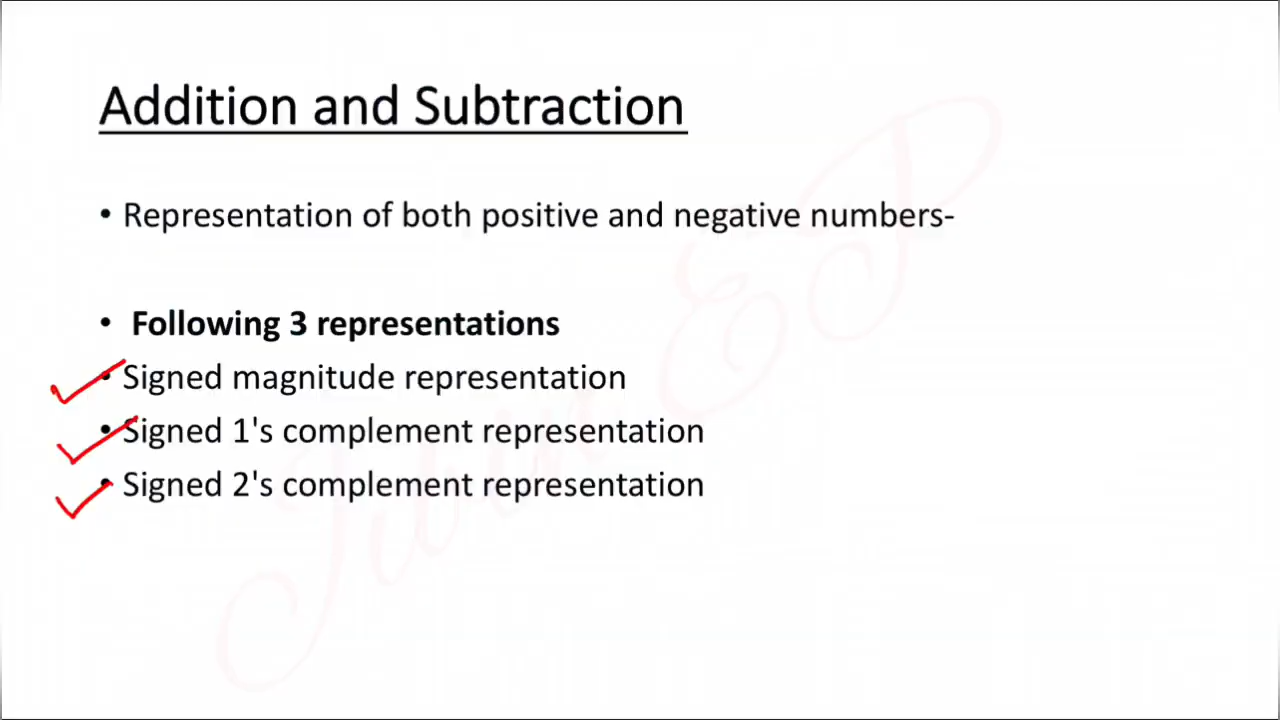 Addition and Subtraction
• Representation of both positive and negative numbers-
• Following 3 representations
• Signed magnitude representation
• Signed 1's complement representation
• Signed 2's complement representation
Jibin E P